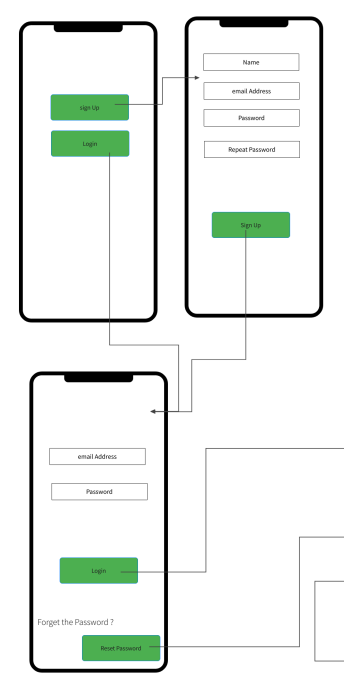 sign Up
Login
Name
email Address
Password
Repeat Password
Sign Up
email Address
Password
Login
Forget the Password ?
Reset Password